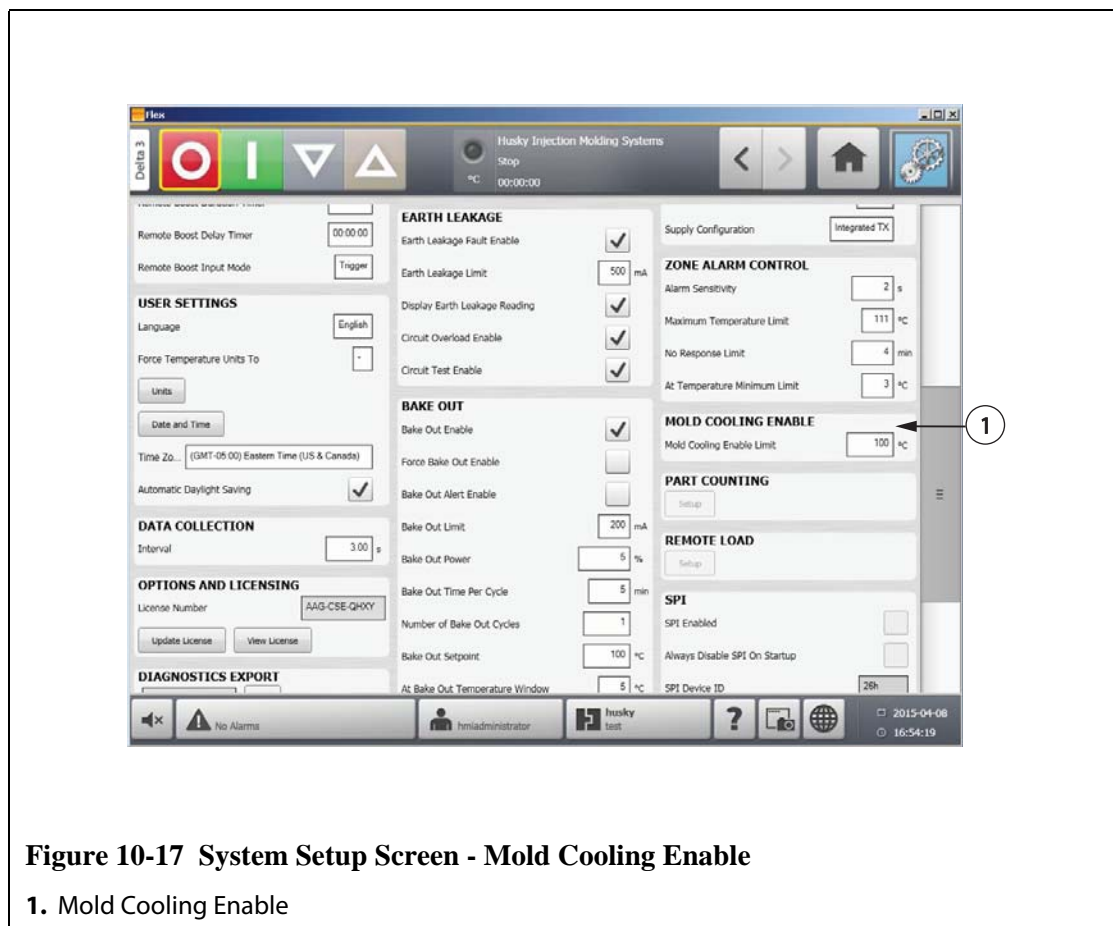 Flex
Delta 3
Husky Injection Molding Systems
Stop
°C 00:00:00
Remote Boost Duration Timer
Remote Boost Delay Timer 00:00:00
Remote Boost Input Mode Trigger
USER SETTINGS
Language English
Force Temperature Units To -
Units
Date and Time
Time Zo... (GMT-05:00) Eastern Time (US & Canada)
Automatic Daylight Saving
DATA COLLECTION
Interval 3.00 s
OPTIONS AND LICENSING
License Number AAG-CSE-QHXY
Update License View License
DIAGNOSTICS EXPORT
EARTH LEAKAGE
Earth Leakage Fault Enable
Earth Leakage Limit 500 mA
Display Earth Leakage Reading
Circuit Overload Enable
Circuit Test Enable
BAKE OUT
Bake Out Enable
Force Bake Out Enable
Bake Out Alert Enable
Bake Out Limit 200 mA
Bake Out Power 5 %
Bake Out Time Per Cycle 5 min
Number of Bake Out Cycles 1
Bake Out Setpoint 100 °C
At Bake Out Temperature Window 5 °C
Supply Configuration Integrated TX
ZONE ALARM CONTROL
Alarm Sensitivity 2 s
Maximum Temperature Limit 111 °C
No Response Limit 4 min
At Temperature Minimum Limit 3 °C
MOLD COOLING ENABLE
Mold Cooling Enable Limit 100 °C
PART COUNTING
Setup
REMOTE LOAD
Setup
SPI
SPI Enabled
Always Disable SPI On Startup
SPI Device ID 26h
1
No Alarms
hmiadministrator
husky
test
?
2015-04-08
16:54:19
Figure 10-17 System Setup Screen - Mold Cooling Enable
1. Mold Cooling Enable